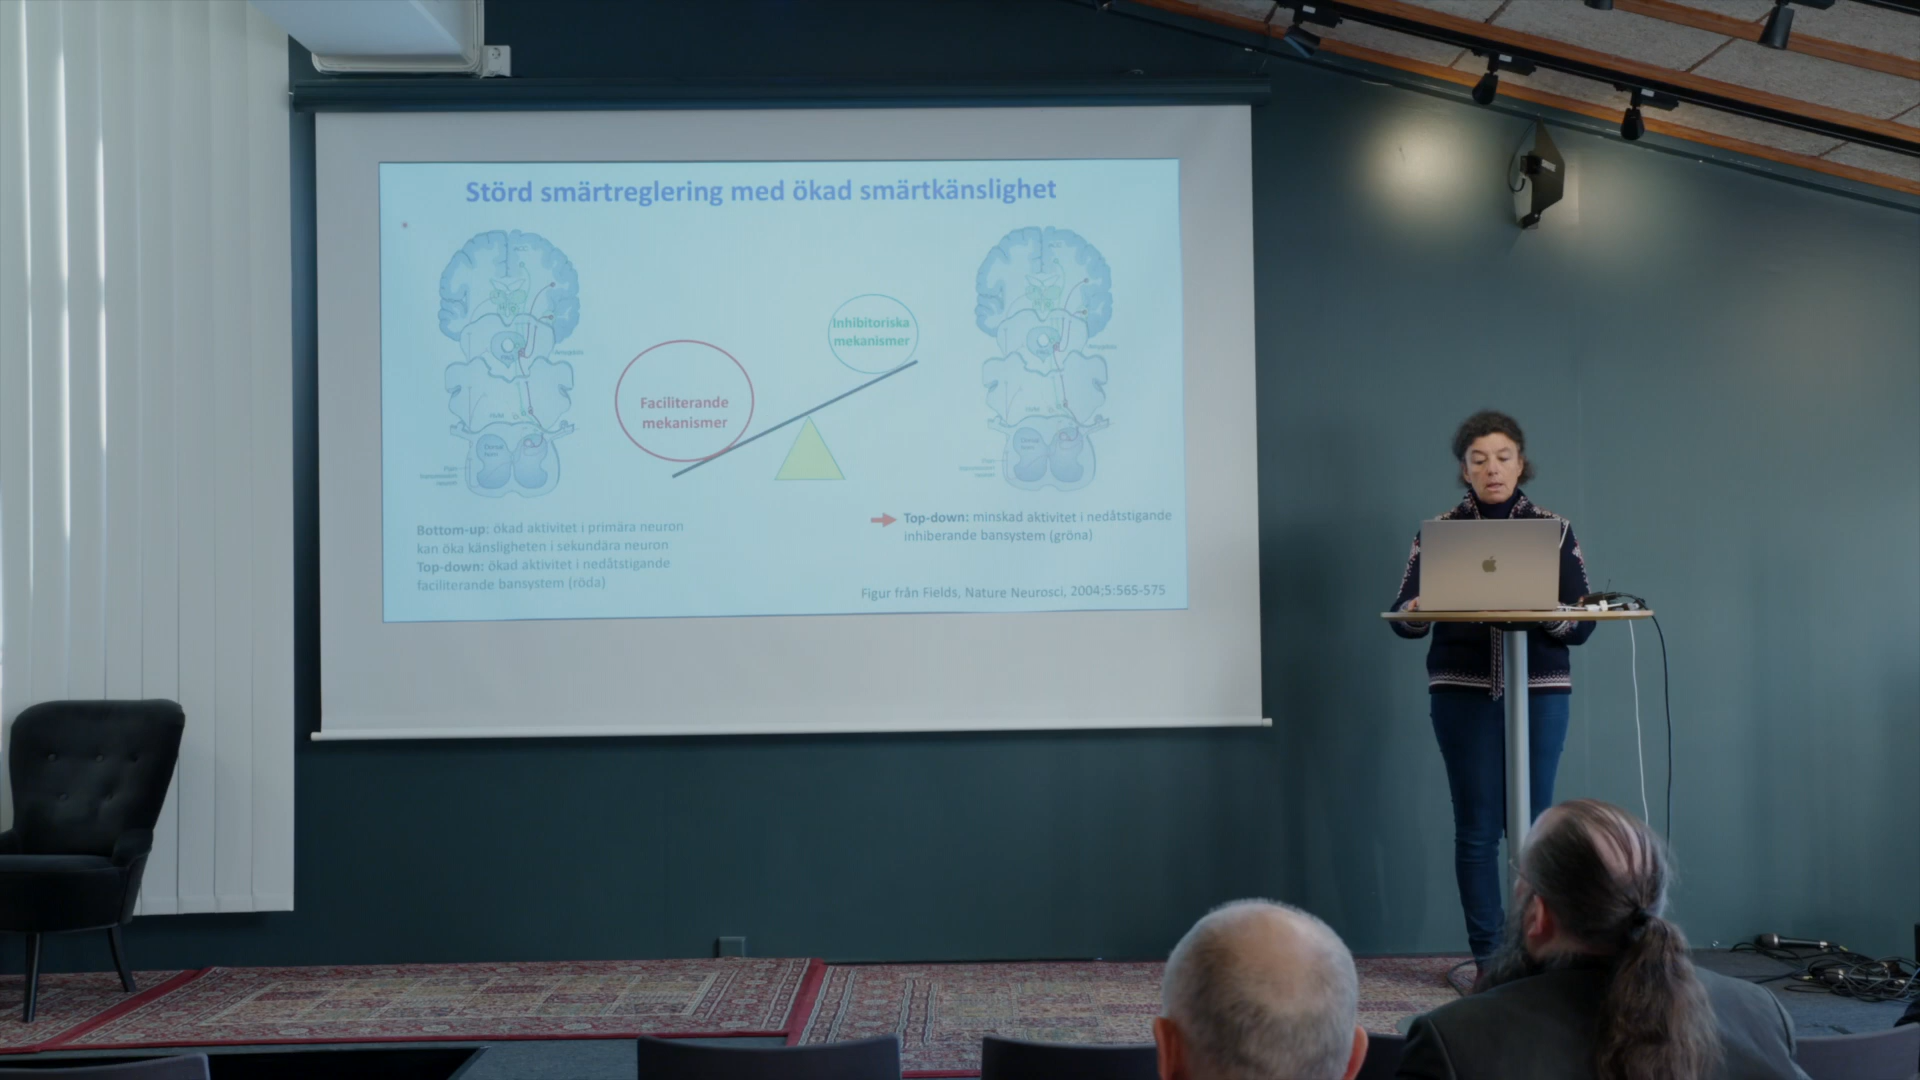 Störd smärtreglering med ökad smärtkänslighet
Inhibitoriska
mekanismer
Faciliterande
mekanismer
Bottom-up: ökad aktivitet i primära neuron
kan öka känsligheten i sekundära neuron
Top-down: ökad aktivitet i nedåtstigande
faciliterande bansystem (röda)
Top-down: minskad aktivitet i nedåtstigande
inhiberande bansystem (gröna)
Figur från Fields, Nature Neurosci, 2004;5:565-575